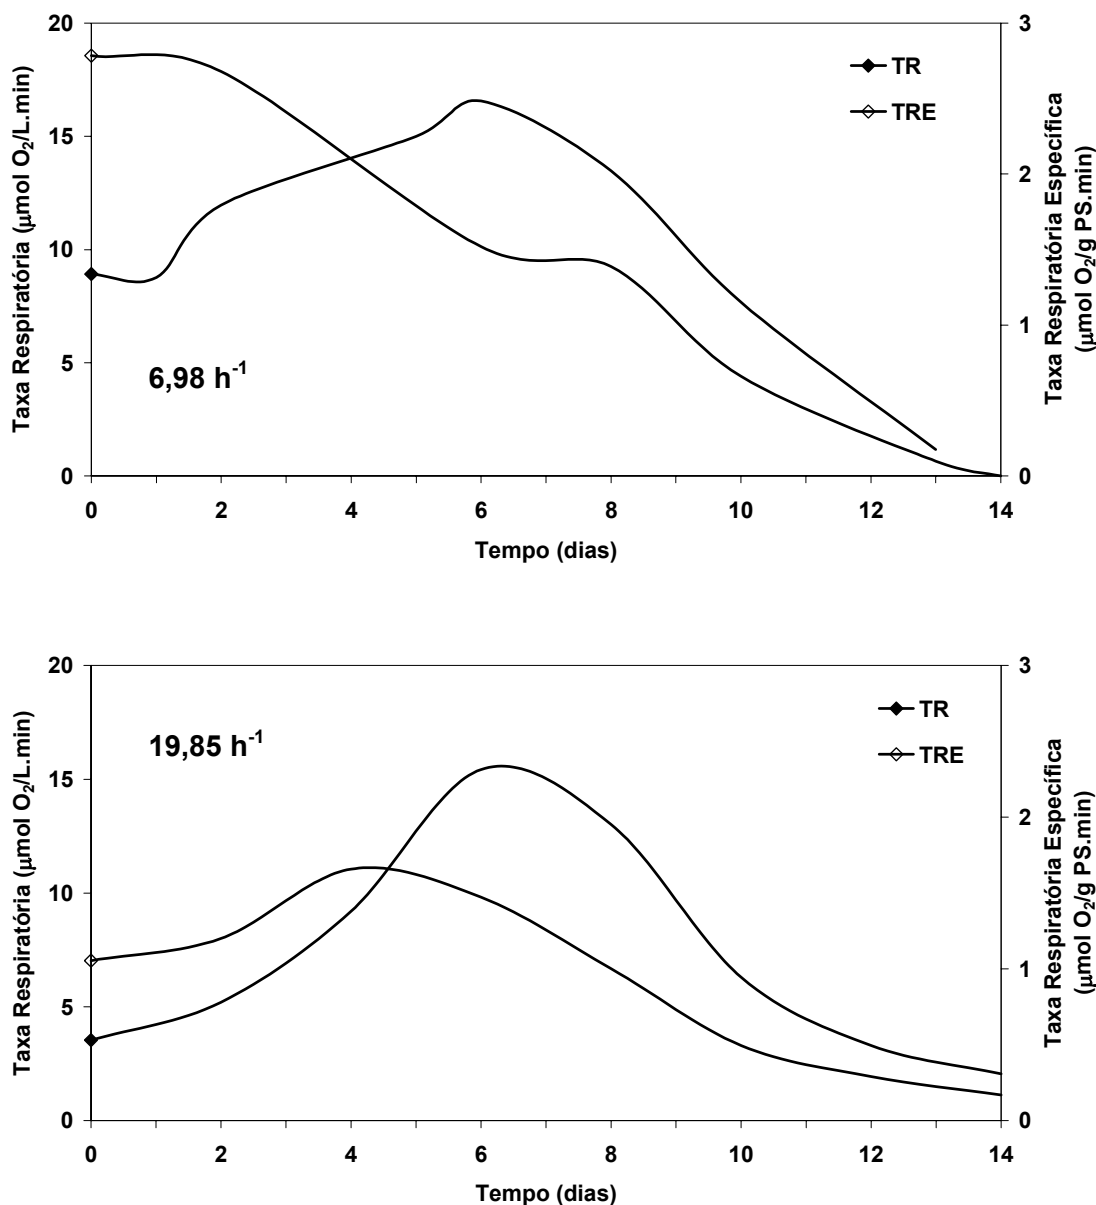 20
15
10
5
0
Taxa Respiratória (μmol O₂/L.min)
TR
TRE
6,98 h⁻¹
3
2
1
0
Taxa Respiratória Específica
(μmol O₂/g PS.min)
0 2 4 6 8 10 12 14
Tempo (dias)
20
15
10
5
0
Taxa Respiratória (μmol O₂/L.min)
19,85 h⁻¹
TR
TRE
3
2
1
0
Taxa Respiratória Específica
(μmol O₂/g PS.min)
0 2 4 6 8 10 12 14
Tempo (dias)